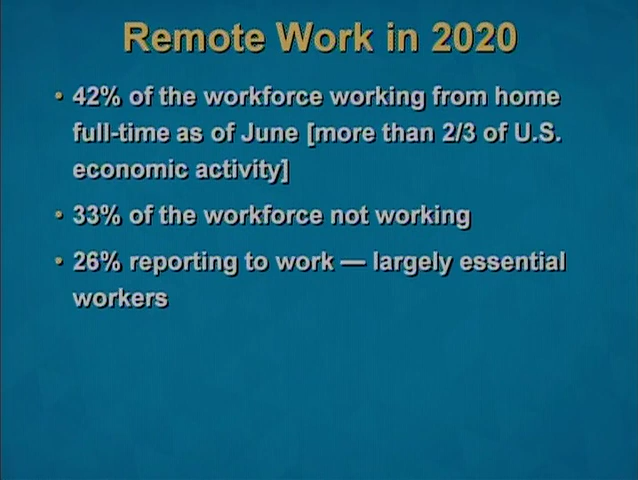 Remote Work in 2020
• 42% of the workforce working from home
full-time as of June [more than 2/3 of U.S.
economic activity]
• 33% of the workforce not working
• 26% reporting to work — largely essential
workers